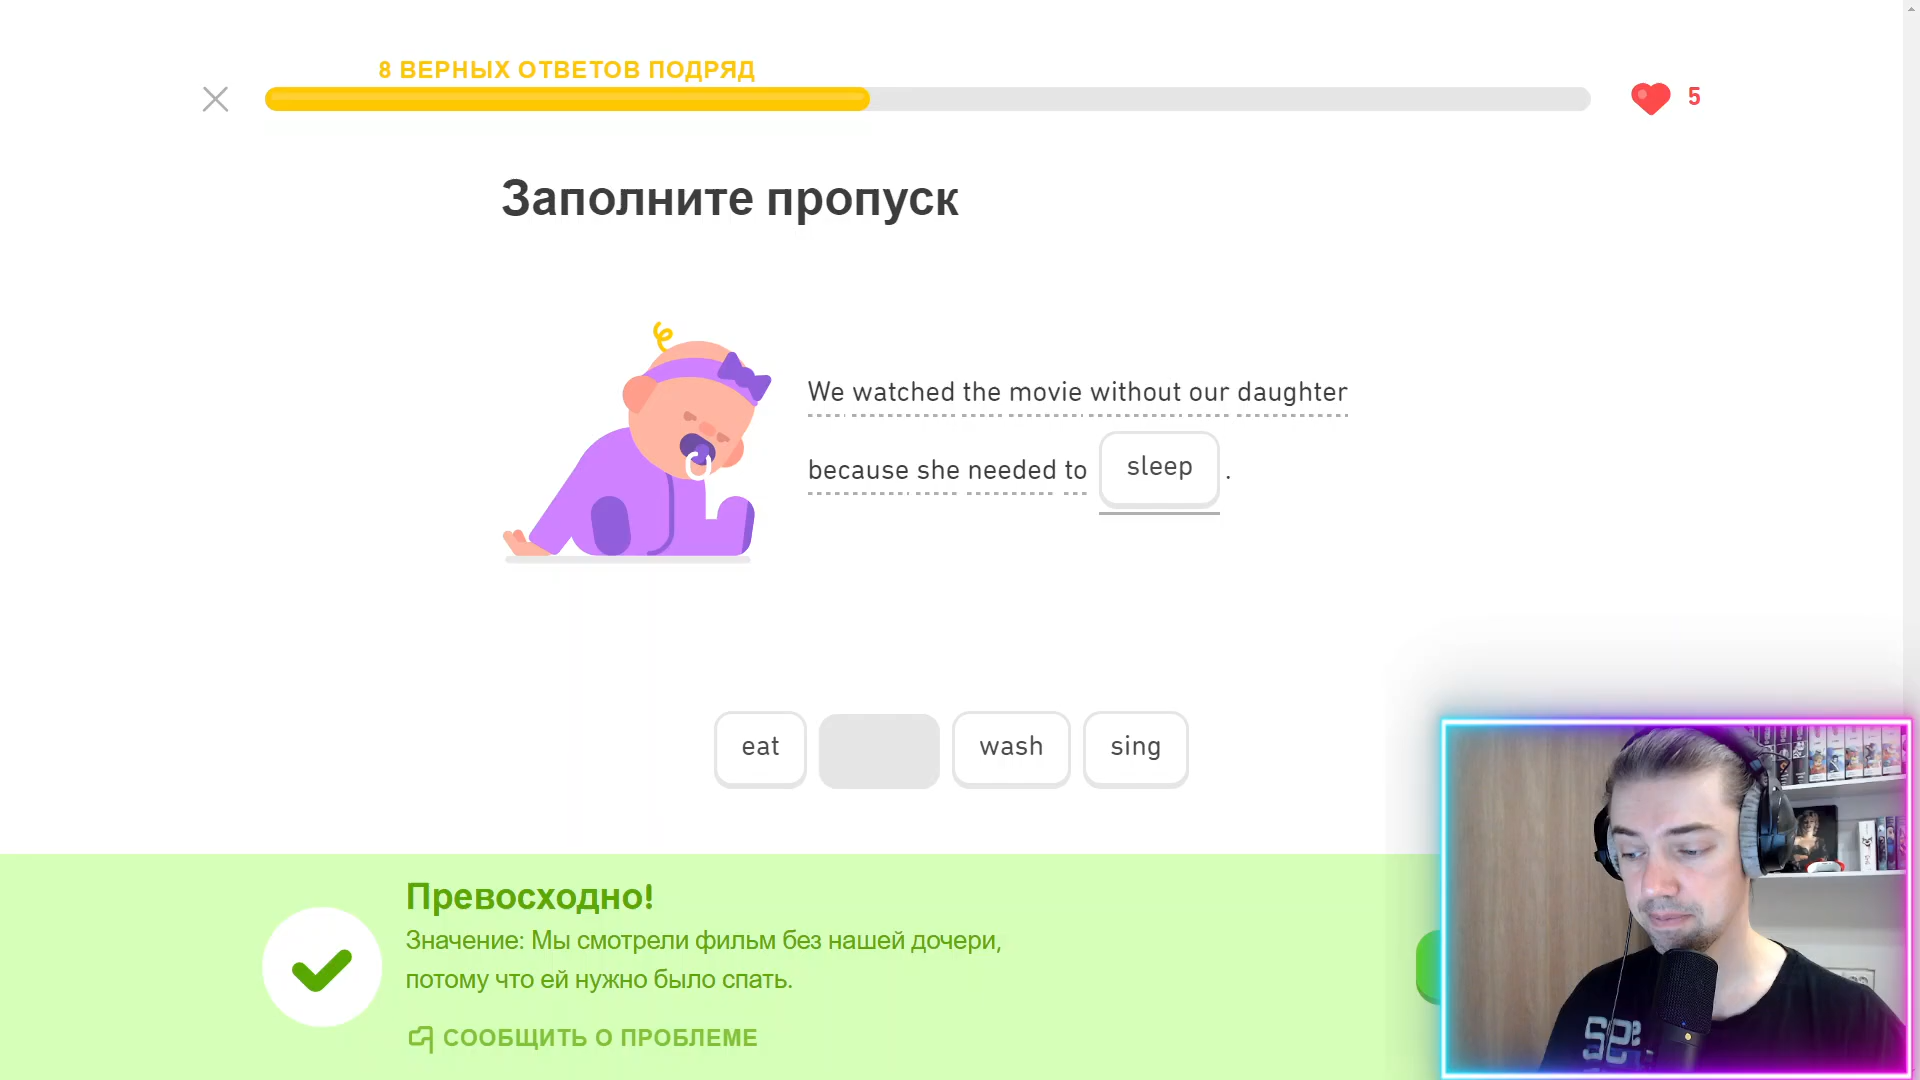 8 ВЕРНЫХ ОТВЕТОВ ПОДРЯД
5
Заполните пропуск
We watched the movie without our daughter
because she needed to sleep .
eat wash sing
Превосходно!
Значение: Мы смотрели фильм без нашей дочери,
потому что ей нужно было спать.
СООБЩИТЬ О ПРОБЛЕМЕ